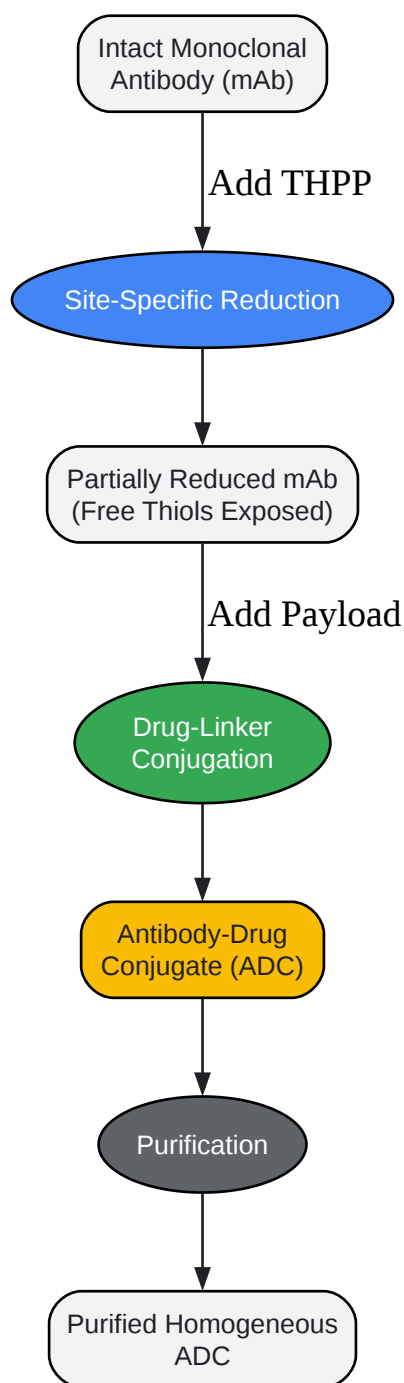 Intact Monoclonal
Antibody (mAb)
Add THPP
Site-Specific Reduction
Partially Reduced mAb
(Free Thiols Exposed)
Add Payload
Drug-Linker
Conjugation
Antibody-Drug
Conjugate (ADC)
Purification
Purified Homogeneous
ADC